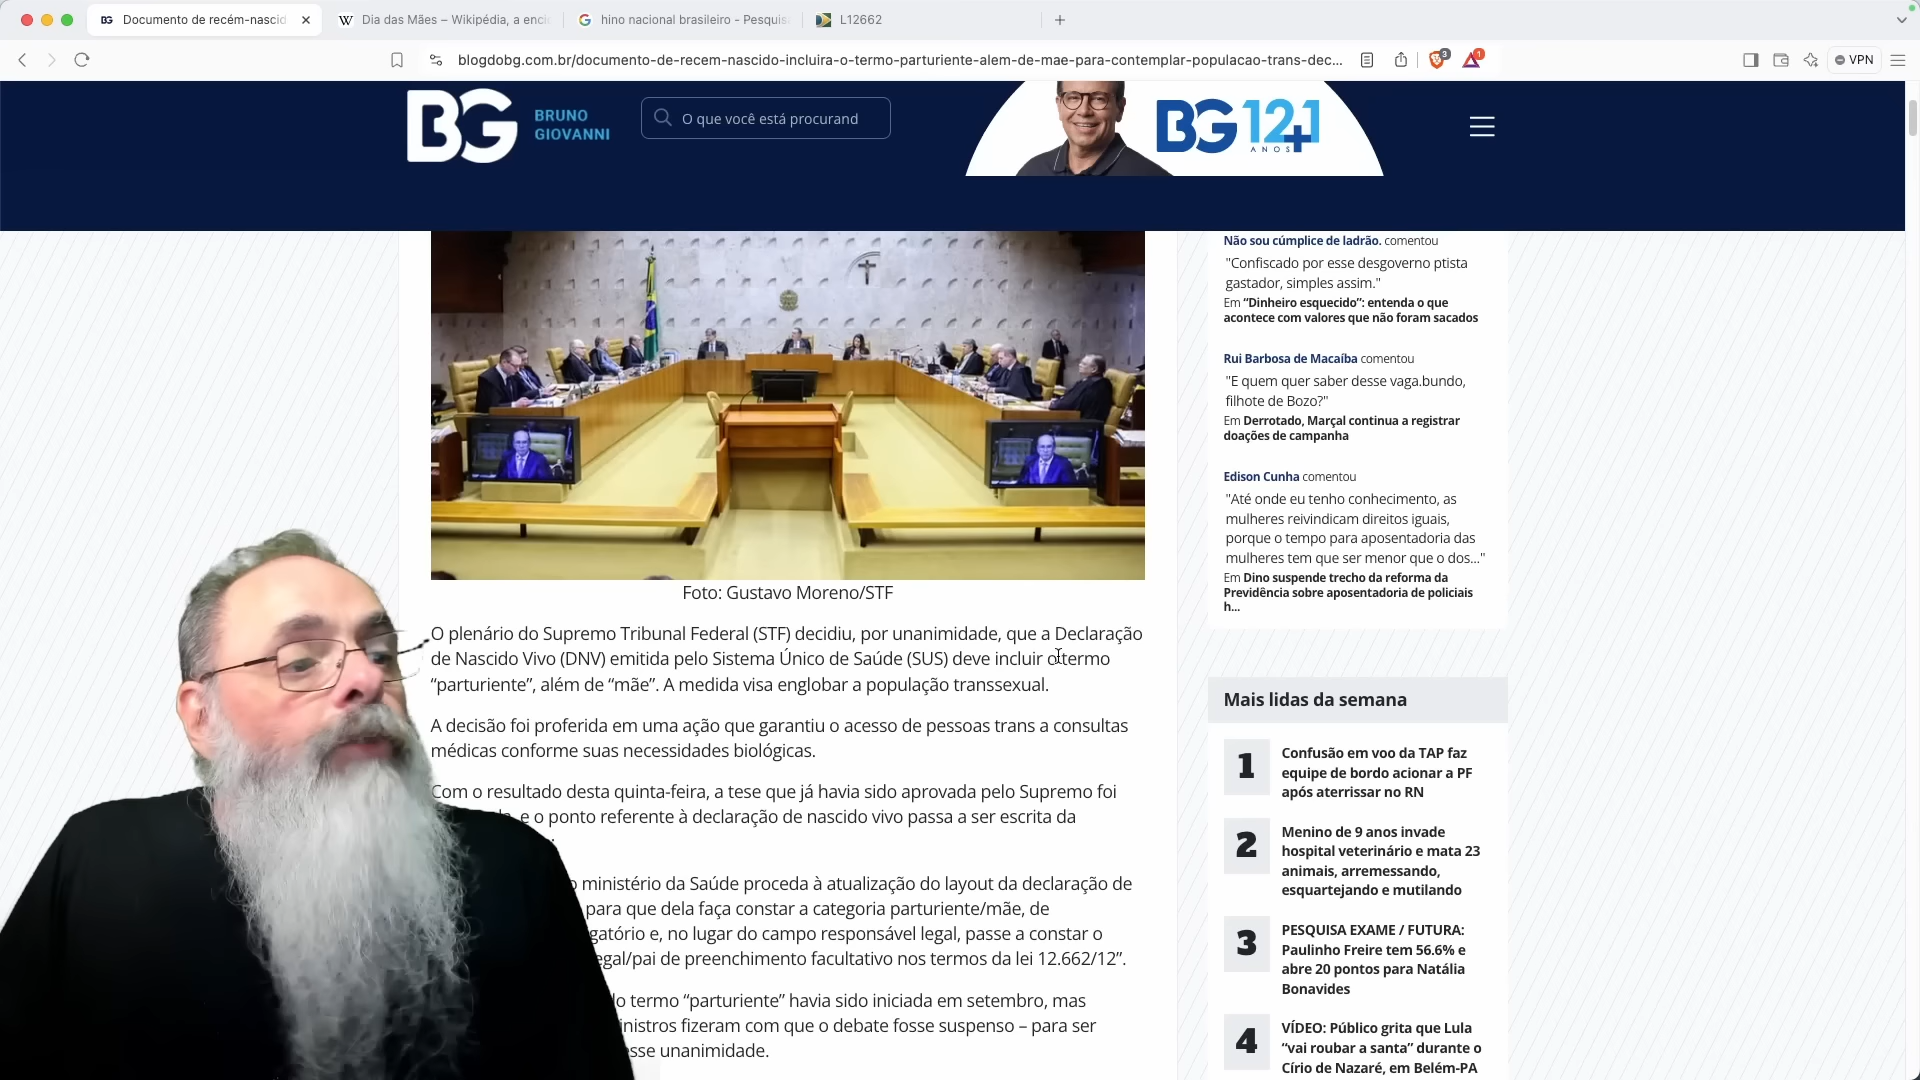 Documento de recém-nascid
Dia das Mães – Wikipédia, a enci
hino nacional brasileiro - Pesquis
L12662
blogdobg.com.br/documento-de-recem-nascido-incluira-o-termo-parturiente-alem-de-mae-para-contemplar-populacao-trans-dec...
3
1
VPN
BG BRUNO
GIOVANNI
O que você está procurand
BG 12+1
ANOS
Foto: Gustavo Moreno/STF
O plenário do Supremo Tribunal Federal (STF) decidiu, por unanimidade, que a Declaração
de Nascido Vivo (DNV) emitida pelo Sistema Único de Saúde (SUS) deve incluir o termo
“parturiente”, além de “mãe”. A medida visa englobar a população transsexual.
A decisão foi proferida em uma ação que garantiu o acesso de pessoas trans a consultas
médicas conforme suas necessidades biológicas.
Com o resultado desta quinta-feira, a tese que já havia sido aprovada pelo Supremo foi
e o ponto referente à declaração de nascido vivo passa a ser escrita da
o ministério da Saúde proceda à atualização do layout da declaração de
para que dela faça constar a categoria parturiente/mãe, de
gatório e, no lugar do campo responsável legal, passe a constar o
egal/pai de preenchimento facultativo nos termos da lei 12.662/12”.
lo termo “parturiente” havia sido iniciada em setembro, mas
inistros fizeram com que o debate fosse suspenso – para ser
esse unanimidade.
Não sou cúmplice de ladrão. comentou
"Confiscado por esse desgoverno ptista
gastador, simples assim."
Em “Dinheiro esquecido”: entenda o que
acontece com valores que não foram sacados
Rui Barbosa de Macaíba comentou
"E quem quer saber desse vaga.bundo,
filhote de Bozo?"
Em Derrotado, Marçal continua a registrar
doações de campanha
Edison Cunha comentou
"Até onde eu tenho conhecimento, as
mulheres reivindicam direitos iguais,
porque o tempo para aposentadoria das
mulheres tem que ser menor que o dos..."
Em Dino suspende trecho da reforma da
Previdência sobre aposentadoria de policiais
h...
Mais lidas da semana
1
Confusão em voo da TAP faz
equipe de bordo acionar a PF
após aterrissar no RN
2
Menino de 9 anos invade
hospital veterinário e mata 23
animais, arremessando,
esquartejando e mutilando
3
PESQUISA EXAME / FUTURA:
Paulinho Freire tem 56.6% e
abre 20 pontos para Natália
Bonavides
4
VÍDEO: Público grita que Lula
“vai roubar a santa” durante o
Círio de Nazaré, em Belém-PA